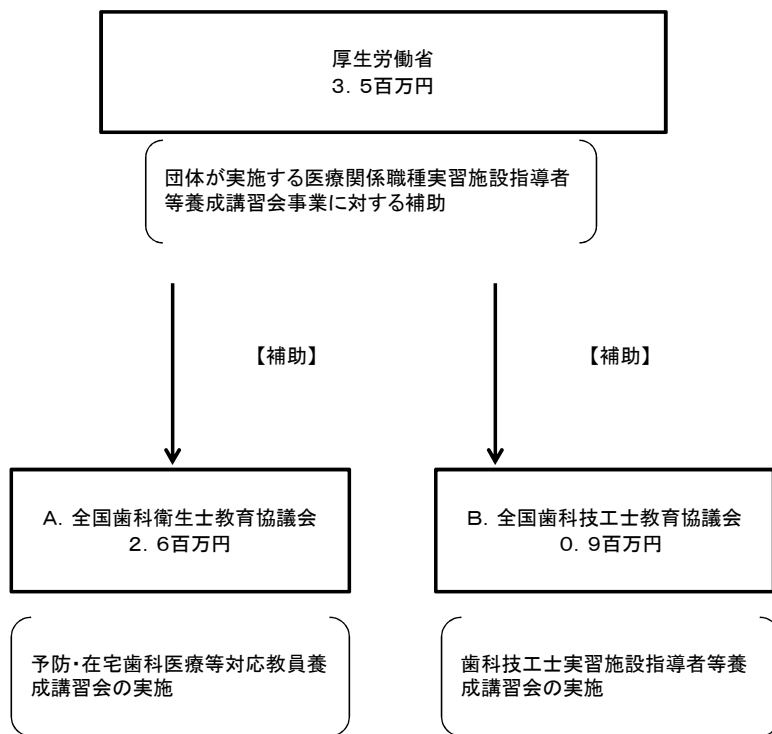 厚生労働省
３．５百万円
団体が実施する医療関係職種実習施設指導者
等養成講習会事業に対する補助
【補助】
【補助】
A．全国歯科衛生士教育協議会
２．６百万円
B．全国歯科技工士教育協議会
０．９百万円
予防・在宅歯科医療等対応教員養
成講習会の実施
歯科技工士実習施設指導者等養
成講習会の実施